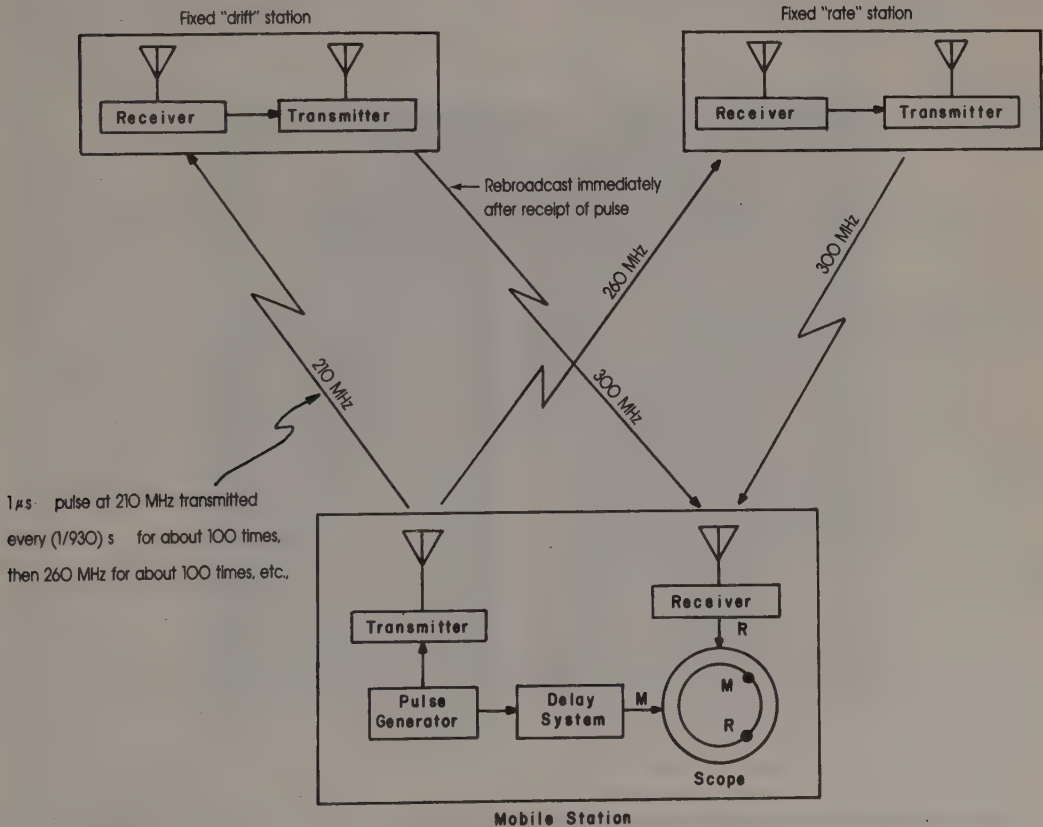 Fixed "drift" station
Fixed "rate" station
Receiver
Transmitter
Receiver
Transmitter
Rebroadcast immediately
after receipt of pulse
260 MHz
300 MHz
210 MHz
300 MHz
1 μs· pulse at 210 MHz transmitted
every (1/930) s for about 100 times,
then 260 MHz for about 100 times, etc.,
Transmitter
Receiver
R
Pulse
Generator
Delay
System
M
M
R
Scope
Mobile Station